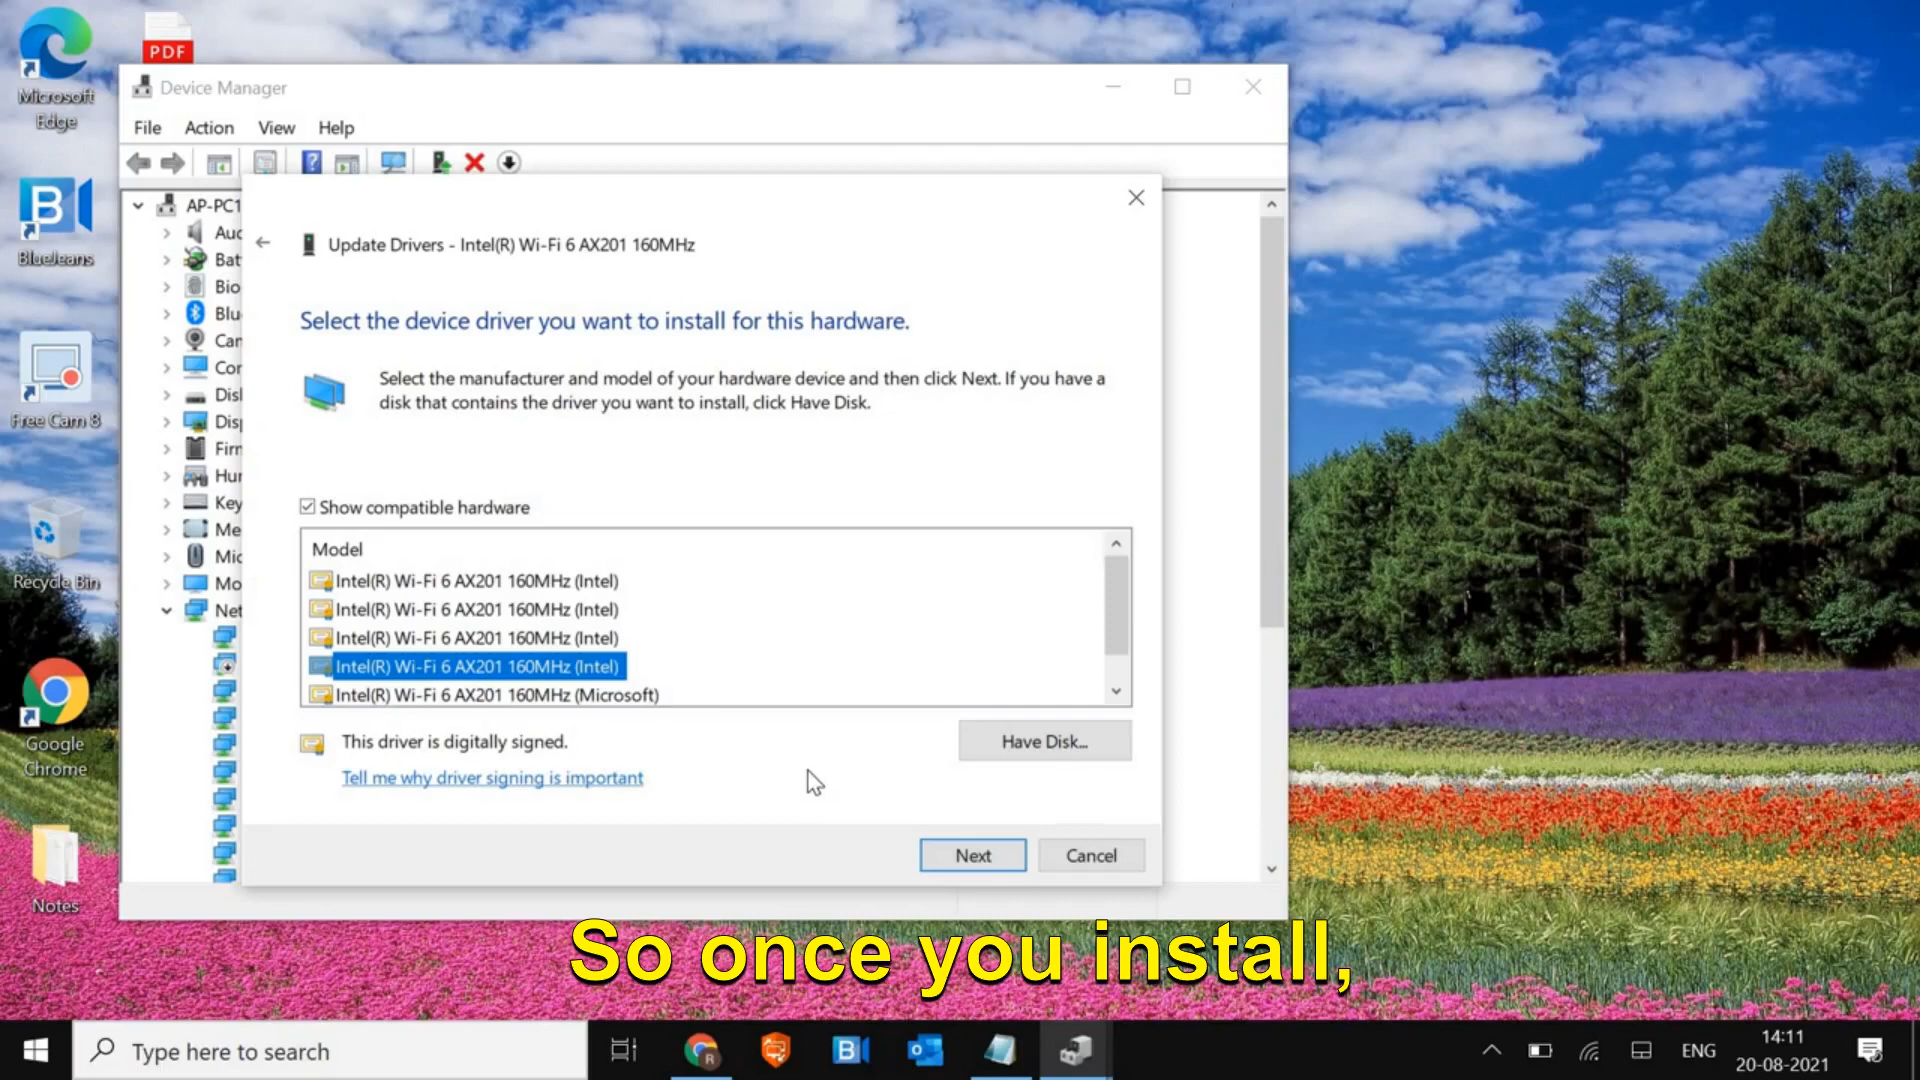 PDF
Microsoft
Edge
BlueJeans
Free Cam 8
Recycle Bin
Google
Chrome
Notes
Device Manager
File Action View Help
AP-PC1
Auc
Bat
Bio
Blu
Car
Cor
Disl
Disp
Firr
Hur
Key
Me
Mic
Mo
Net
Update Drivers - Intel(R) Wi-Fi 6 AX201 160MHz
Select the device driver you want to install for this hardware.
Select the manufacturer and model of your hardware device and then click Next. If you have a
disk that contains the driver you want to install, click Have Disk.
Show compatible hardware
Model
Intel(R) Wi-Fi 6 AX201 160MHz (Intel)
Intel(R) Wi-Fi 6 AX201 160MHz (Intel)
Intel(R) Wi-Fi 6 AX201 160MHz (Intel)
Intel(R) Wi-Fi 6 AX201 160MHz (Intel)
Intel(R) Wi-Fi 6 AX201 160MHz (Microsoft)
This driver is digitally signed.
Have Disk...
Tell me why driver signing is important
Next Cancel
So once you install,
Type here to search
ENG
14:11
20-08-2021